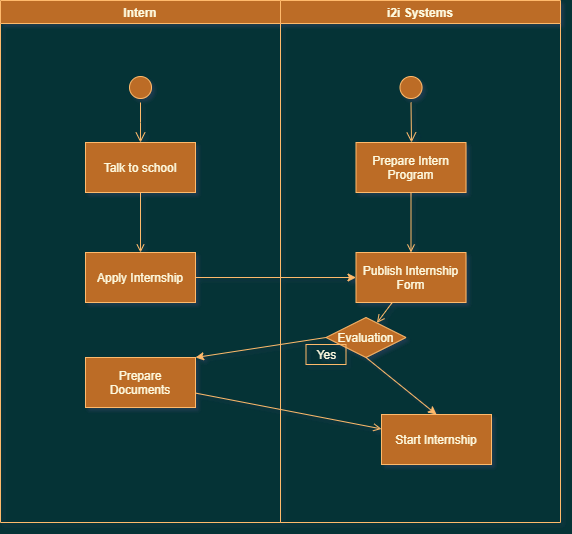 Intern
i2i Systems
Talk to school
Prepare Intern
Program
Apply Internship
Publish Internship
Form
Evaluation
Yes
Prepare
Documents
Start Internship